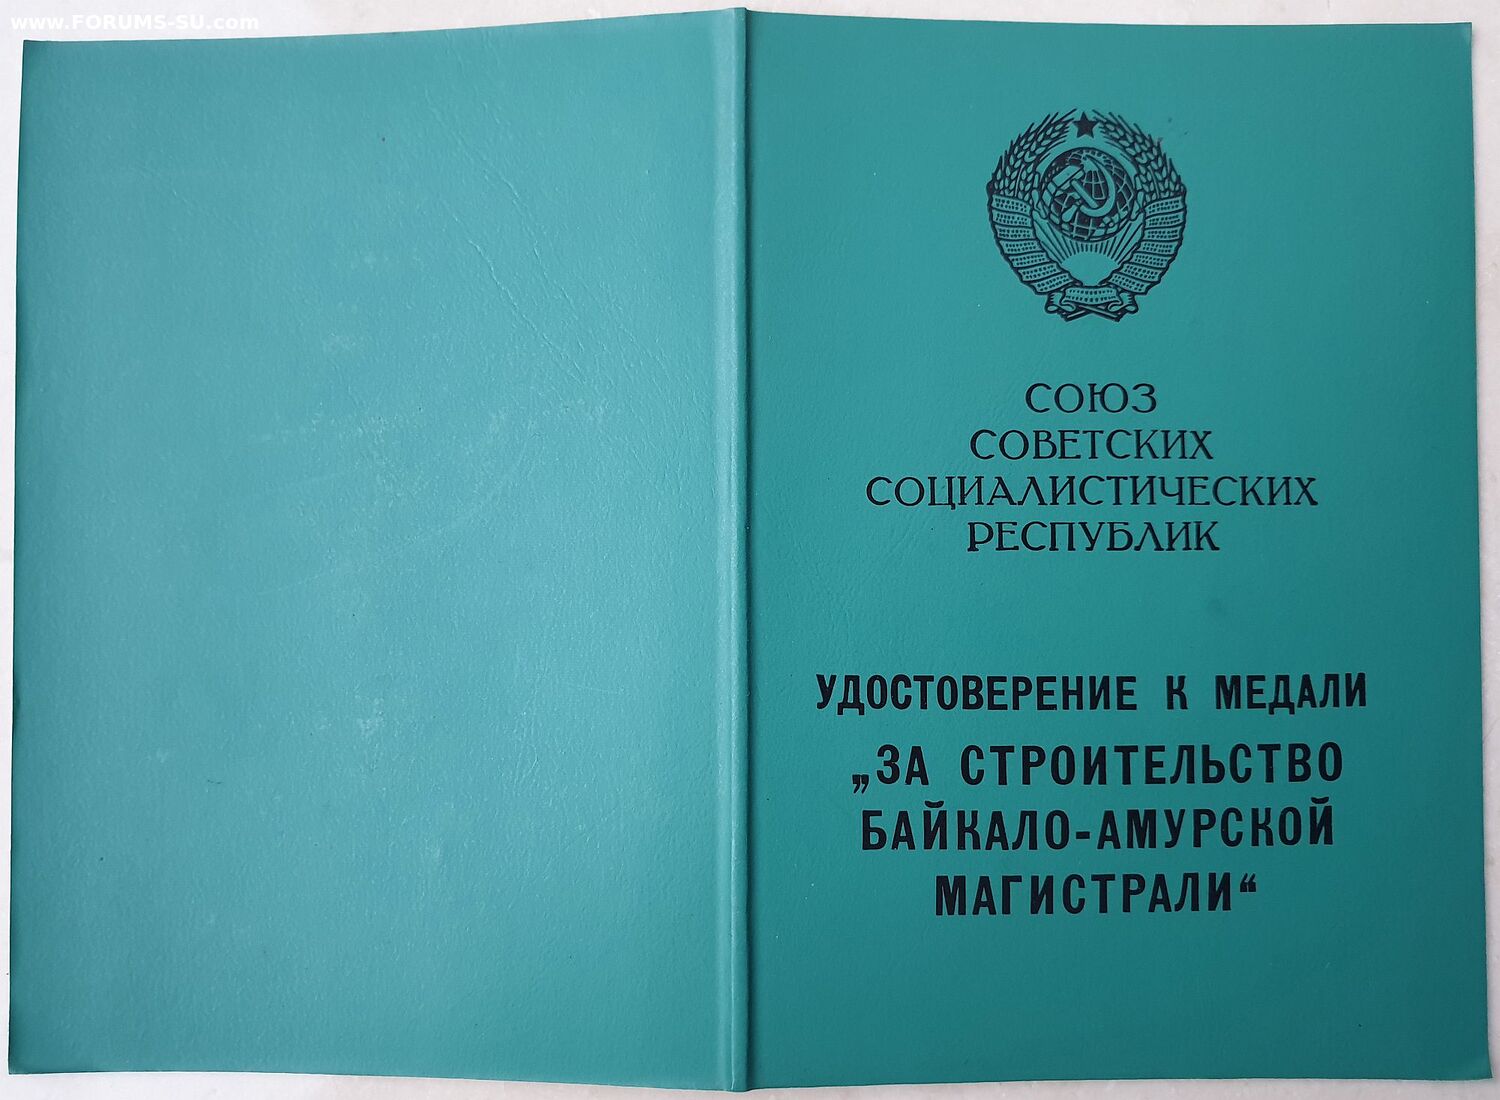 www.FORUMS-SU.com
СОЮЗ
СОВЕТСКИХ
СОЦИАЛИСТИЧЕСКИХ
РЕСПУБЛИК
УДОСТОВЕРЕНИЕ К МЕДАЛИ
„ЗА СТРОИТЕЛЬСТВО
БАЙКАЛО-АМУРСКОЙ
МАГИСТРАЛИ“